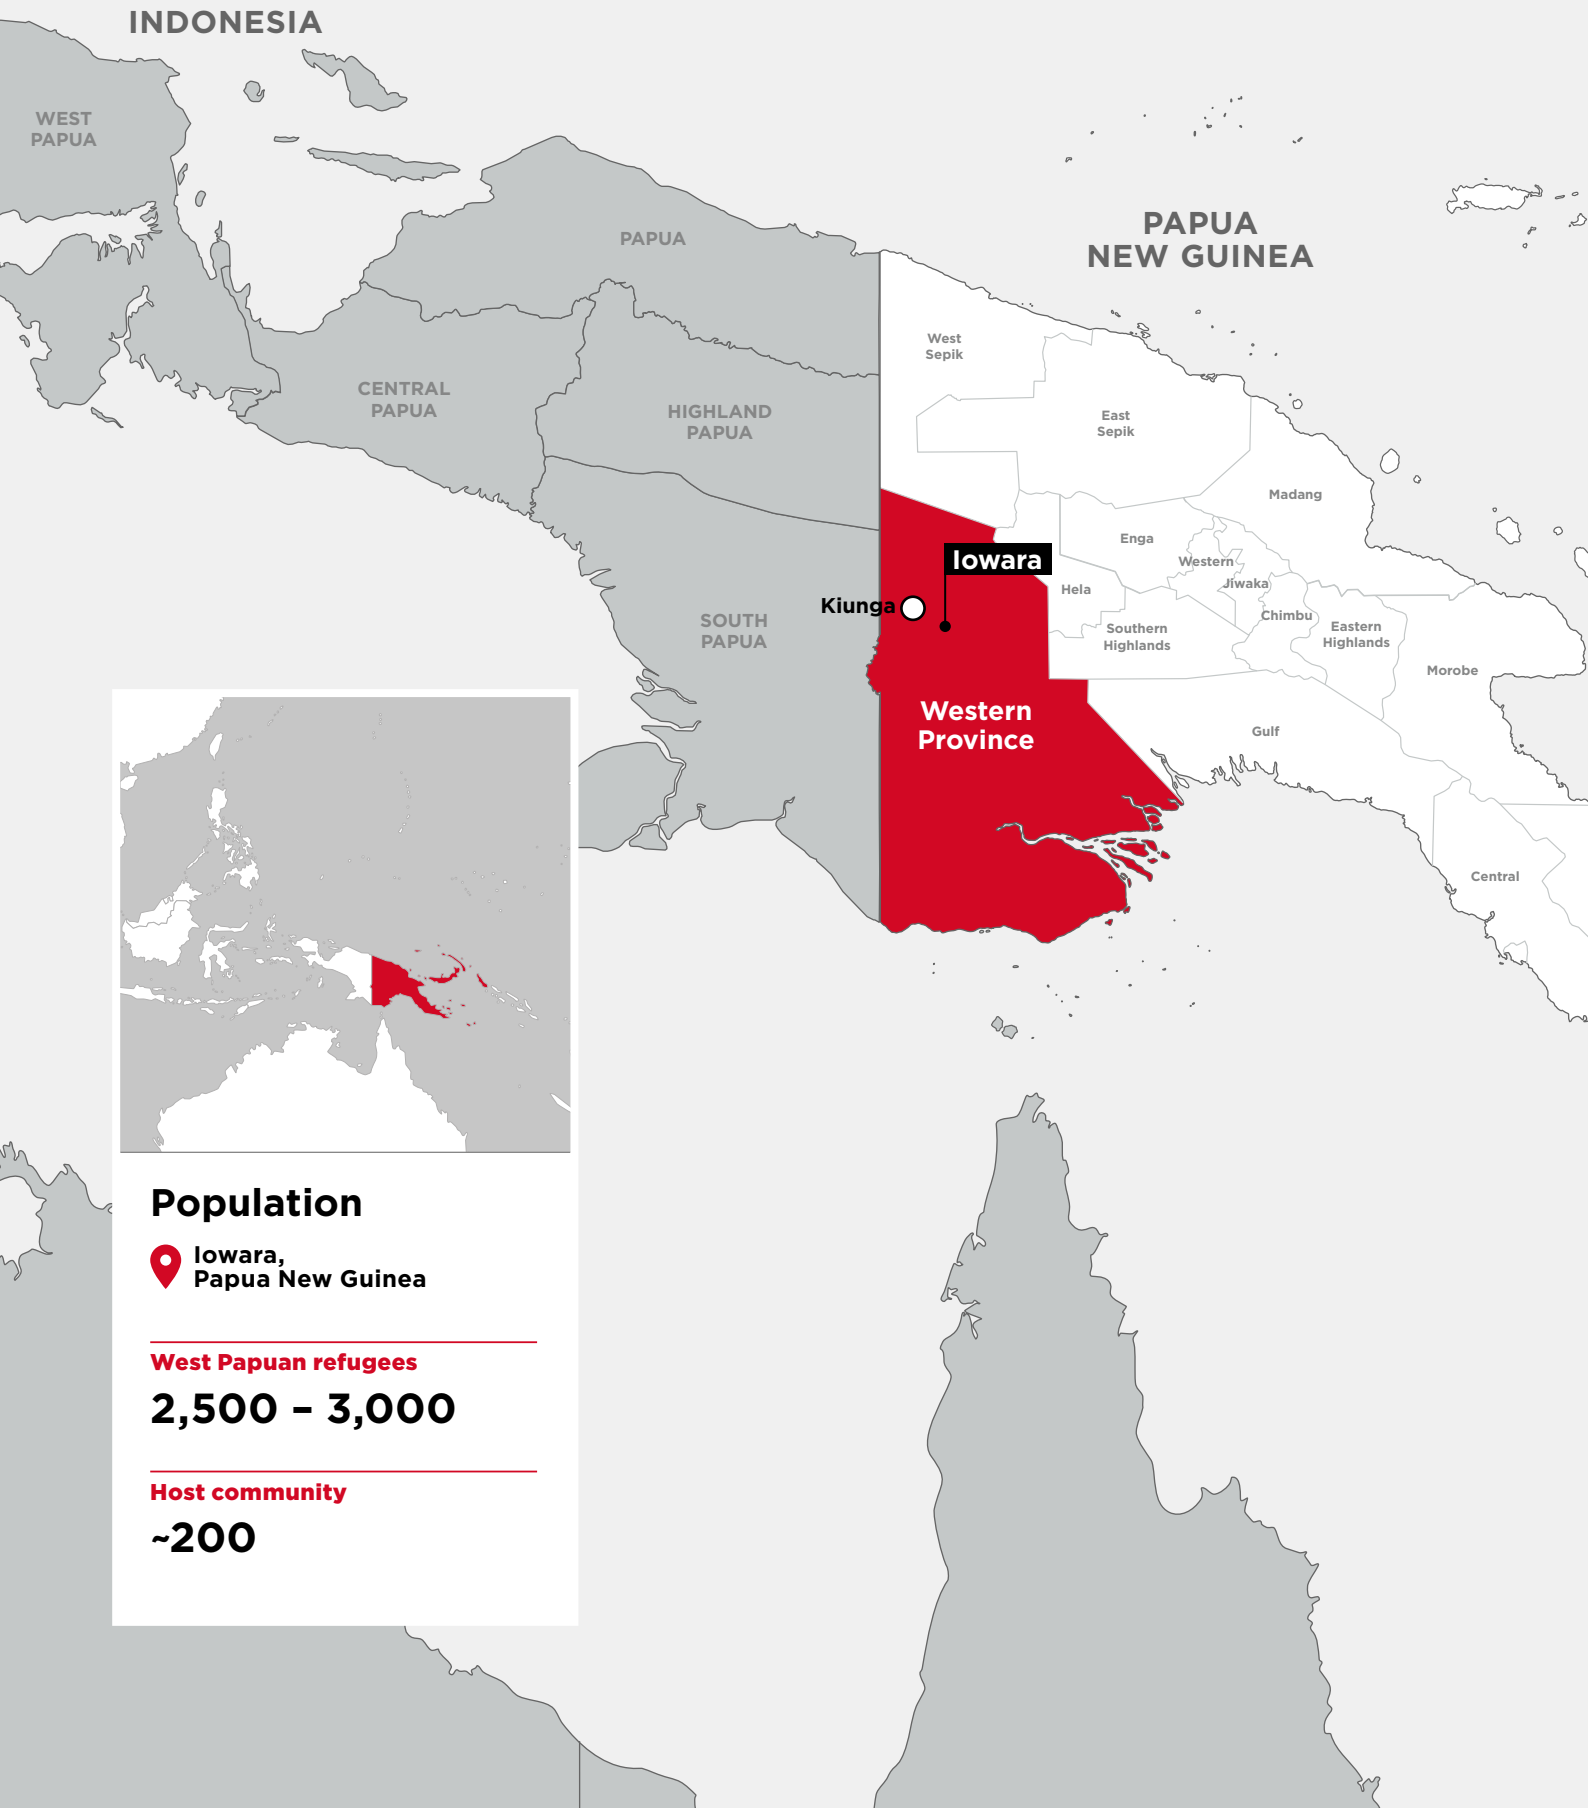 INDONESIA
WEST
PAPUA
PAPUA
PAPUA
NEW GUINEA
CENTRAL
PAPUA
HIGHLAND
PAPUA
West
Sepik
East
Sepik
Madang
Enga
Western
Jiwaka
Hela
Chimbu
Southern
Highlands
Eastern
Highlands
Morobe
Iowara
Kiunga
SOUTH
PAPUA
Western
Province
Gulf
Central
Population
Iowara,
Papua New Guinea
West Papuan refugees
2,500 – 3,000
Host community
~200